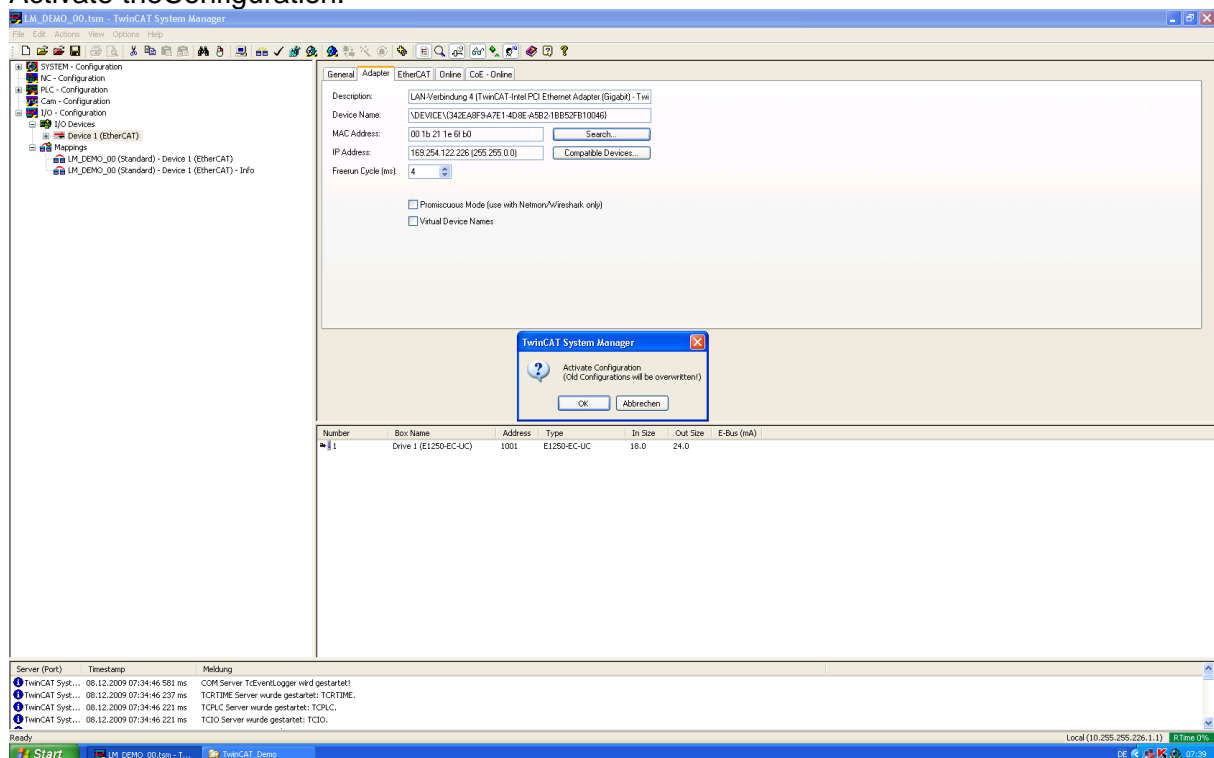 Activate theConfiguration.
LM_DEMO_00.tsm - TwinCAT System Manager
File Edit Actions View Options Help
SYSTEM - Configuration
NC - Configuration
PLC - Configuration
Cam - Configuration
I/O - Configuration
I/O Devices
Device 1 (EtherCAT)
Mappings
LM_DEMO_00 (Standard) - Device 1 (EtherCAT)
LM_DEMO_00 (Standard) - Device 1 (EtherCAT) - Info
General Adapter EtherCAT Online CoE - Online
Description: LAN-Verbindung 4 (TwinCAT-Intel PCI Ethernet Adapter (Gigabit) - Twi
Device Name: \DEVICE\{342EA8F9-A7E1-4D8E-A5B2-1BB52FB10046}
MAC Address: 00 1b 21 1e 6f b0 Search...
IP Address: 169.254.122.226 (255.255.0.0) Compatible Devices...
Freerun Cycle (ms): 4
Promiscuous Mode (use with Netmon/Wireshark only)
Virtual Device Names
TwinCAT System Manager
Activate Configuration
(Old Configurations will be overwritten!)
OK Abbrechen
Number Box Name Address Type In Size Out Size E-Bus (mA)
1 Drive 1 (E1250-EC-UC) 1001 E1250-EC-UC 18.0 24.0
Server (Port) Timestamp Meldung
TwinCAT Syst... 08.12.2009 07:34:46 581 ms COM Server TcEventLogger wird gestartet!
TwinCAT Syst... 08.12.2009 07:34:46 237 ms TCRTIME Server wurde gestartet: TCRTIME.
TwinCAT Syst... 08.12.2009 07:34:46 221 ms TCPLC Server wurde gestartet: TCPLC.
TwinCAT Syst... 08.12.2009 07:34:46 221 ms TCIO Server wurde gestartet: TCIO.
Ready Local (10.255.255.226.1.1) RTime 0%
Start LM_DEMO_00.tsm - T... TwinCAT_Demo DE 07:39